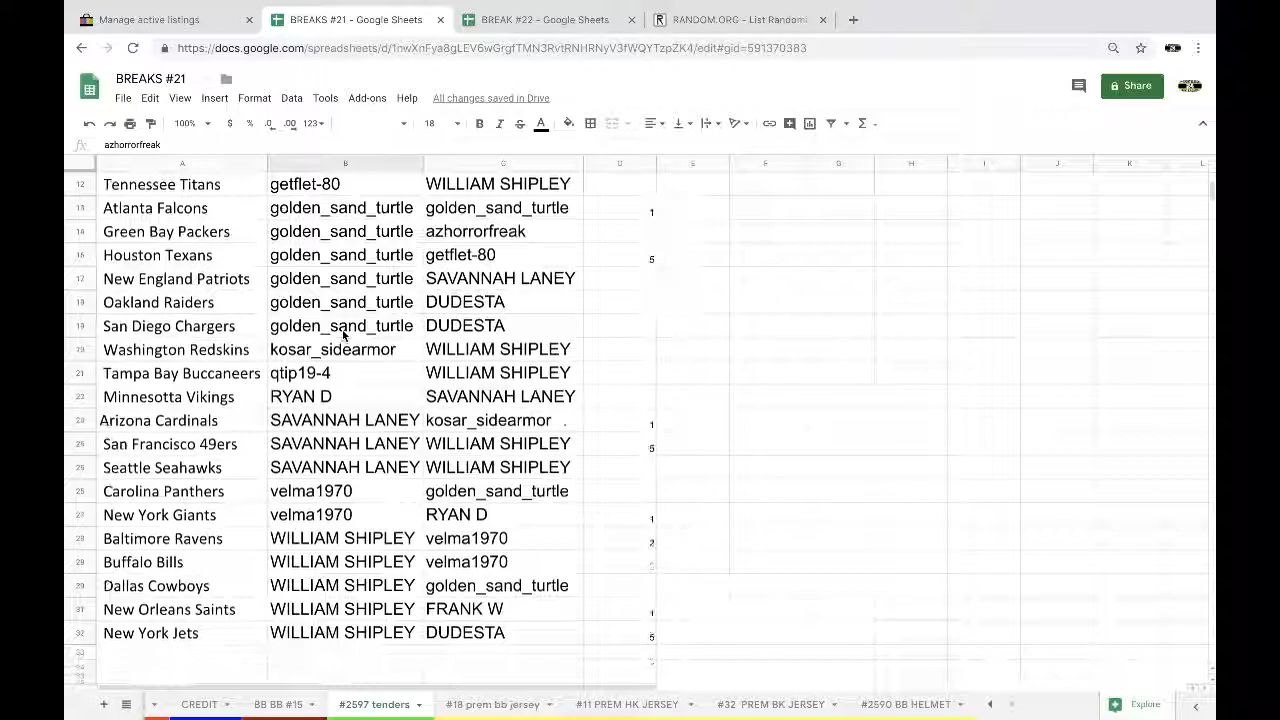 Manage active listings × BREAKS #21 - Google Sheets × BREAK #22 - Google Sheets × RANDOM.ORG - List Randomi × +
https://docs.google.com/spreadsheets/d/1nwXnFya8gLEV6wGrgfTMN3RvtRNHRNyV3fWQYTzpZK4/edit#gid=591370363
BREAKS #21
File Edit View Insert Format Data Tools Add-ons Help All changes saved in Drive
Share
100% $ % .0 .00 123 18 B I S A
fx azhorrorfreak
A B C D E F G H I J K L
12 Tennessee Titans getflet-80 WILLIAM SHIPLEY
13 Atlanta Falcons golden_sand_turtle golden_sand_turtle 1
Green Bay Packers golden_sand_turtle azhorrorfreak
Houston Texans golden_sand_turtle getflet-80 5
New England Patriots golden_sand_turtle SAVANNAH LANEY
Oakland Raiders golden_sand_turtle DUDESTA
San Diego Chargers golden_sand_turtle DUDESTA
Washington Redskins kosar_sidearmor WILLIAM SHIPLEY
21 Tampa Bay Buccaneers qtip19-4 WILLIAM SHIPLEY
Minnesotta Vikings RYAN D SAVANNAH LANEY
Arizona Cardinals SAVANNAH LANEY kosar_sidearmor . 1
San Francisco 49ers SAVANNAH LANEY WILLIAM SHIPLEY 5
Seattle Seahawks SAVANNAH LANEY WILLIAM SHIPLEY
Carolina Panthers velma1970 golden_sand_turtle
27 New York Giants velma1970 RYAN D 1
Baltimore Ravens WILLIAM SHIPLEY velma1970 2
Buffalo Bills WILLIAM SHIPLEY velma1970
Dallas Cowboys WILLIAM SHIPLEY golden_sand_turtle
31 New Orleans Saints WILLIAM SHIPLEY FRANK W 1
32 New York Jets WILLIAM SHIPLEY DUDESTA 5
33
+ CREDIT BB BB #15 #2597 tenders #18 prem bb jersey #11 PREM HK JERSEY #32 PREM BK JERSEY #2590 BB HELMET Explore